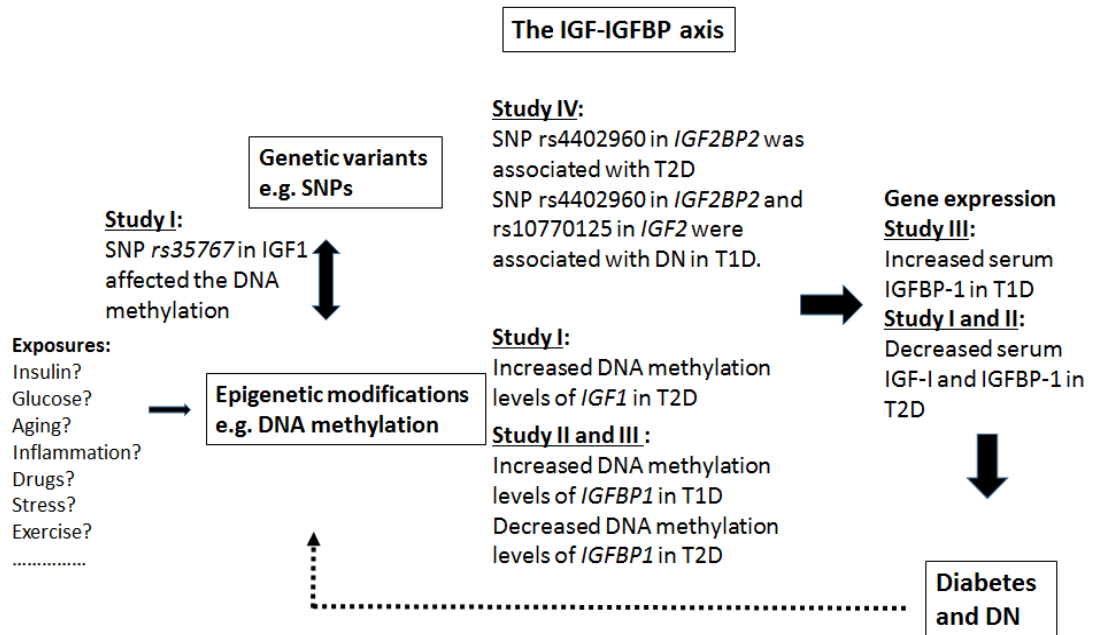 The IGF-IGFBP axis
Study IV:
SNP rs4402960 in IGF2BP2 was
associated with T2D
SNP rs4402960 in IGF2BP2 and
rs10770125 in IGF2 were
associated with DN in T1D.
Genetic variants
e.g. SNPs
Study I:
SNP rs35767 in IGF1
affected the DNA
methylation
Gene expression
Study III:
Increased serum
IGFBP-1 in T1D
Study I and II:
Decreased serum
IGF-I and IGFBP-1 in
T2D
Exposures:
Insulin?
Glucose?
Aging?
Inflammation?
Drugs?
Stress?
Exercise?
...............
Epigenetic modifications
e.g. DNA methylation
Study I:
Increased DNA methylation
levels of IGF1 in T2D
Study II and III :
Increased DNA methylation
levels of IGFBP1 in T1D
Decreased DNA methylation
levels of IGFBP1 in T2D
Diabetes
and DN